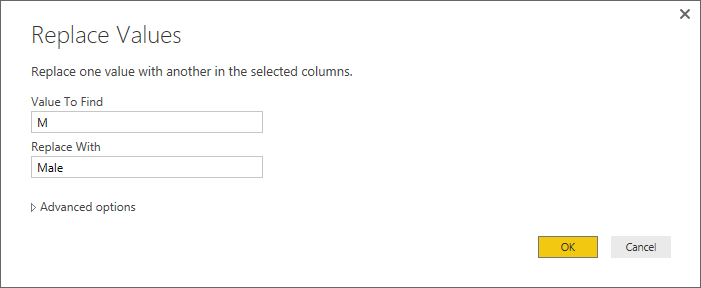 Replace Values
Replace one value with another in the selected columns.
Value To Find
M
Replace With
Male
Advanced options
OK
Cancel